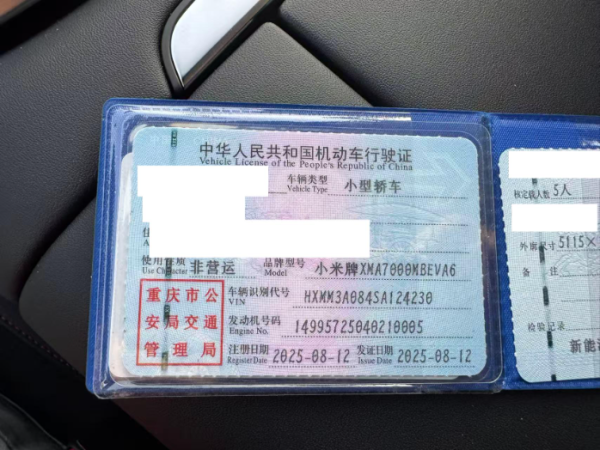 中华人民共和国机动车行驶证
Vehicle License of the People's Republic of China
车辆类型 小型轿车
Vehicle Type
使用性质 非营运 品牌型号 小米牌XMA7000MBEVA6
Use Character Model
重庆市公
安局交通
管理局
车辆识别代号 HXMM3A084SA124230
VIN
发动机号码 14995725040210005
Engine No.
注册日期 2025-08-12 发证日期 2025-08-12
Register Date Issue Date
核定载人数 5人
外廓尺寸 5115×
备 注
检验记录
新能